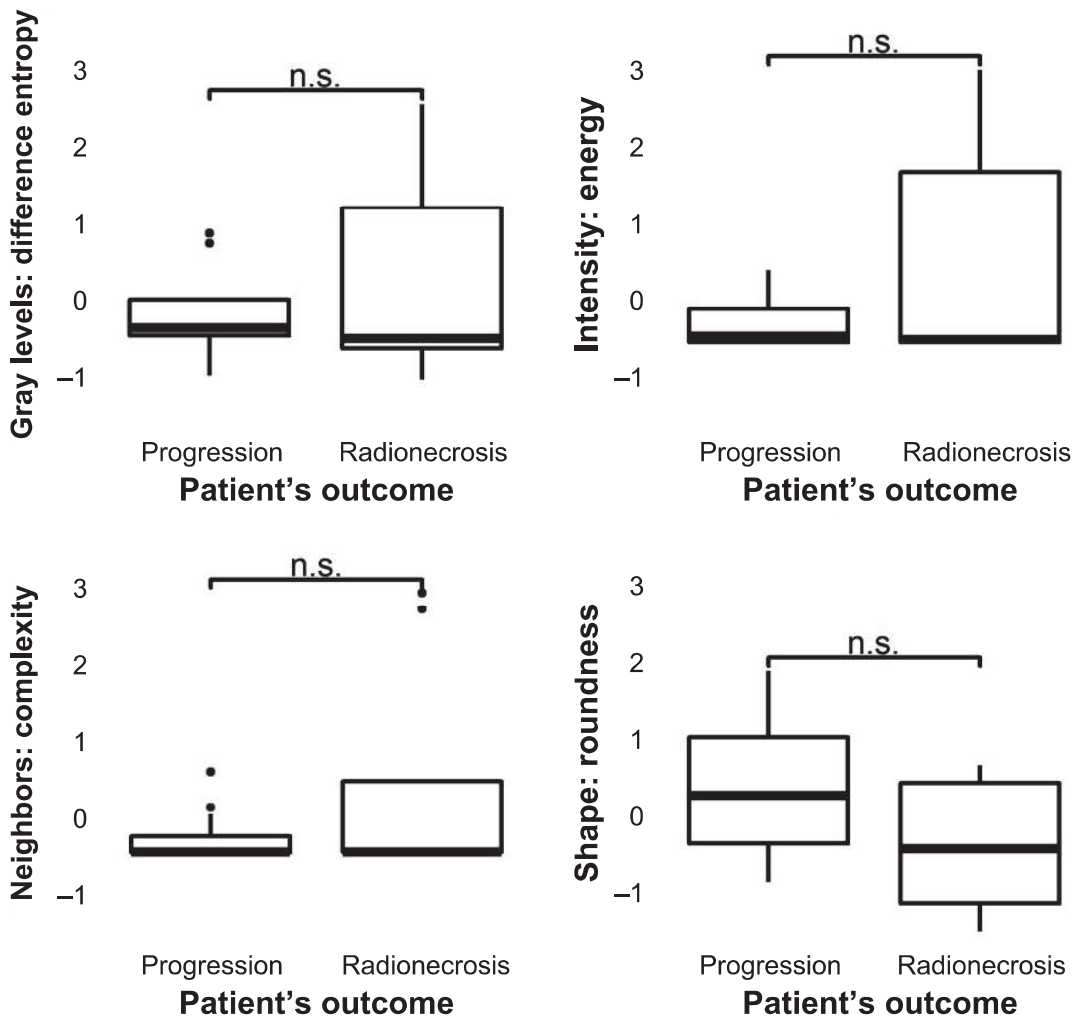 Gray levels: difference entropy
3
2
1
0
–1
n.s.
Progression Radionecrosis
Patient’s outcome
Intensity: energy
3
2
1
0
–1
n.s.
Progression Radionecrosis
Patient’s outcome
Neighbors: complexity
3
2
1
0
–1
n.s.
Progression Radionecrosis
Patient’s outcome
Shape: roundness
3
2
1
0
–1
n.s.
Progression Radionecrosis
Patient’s outcome